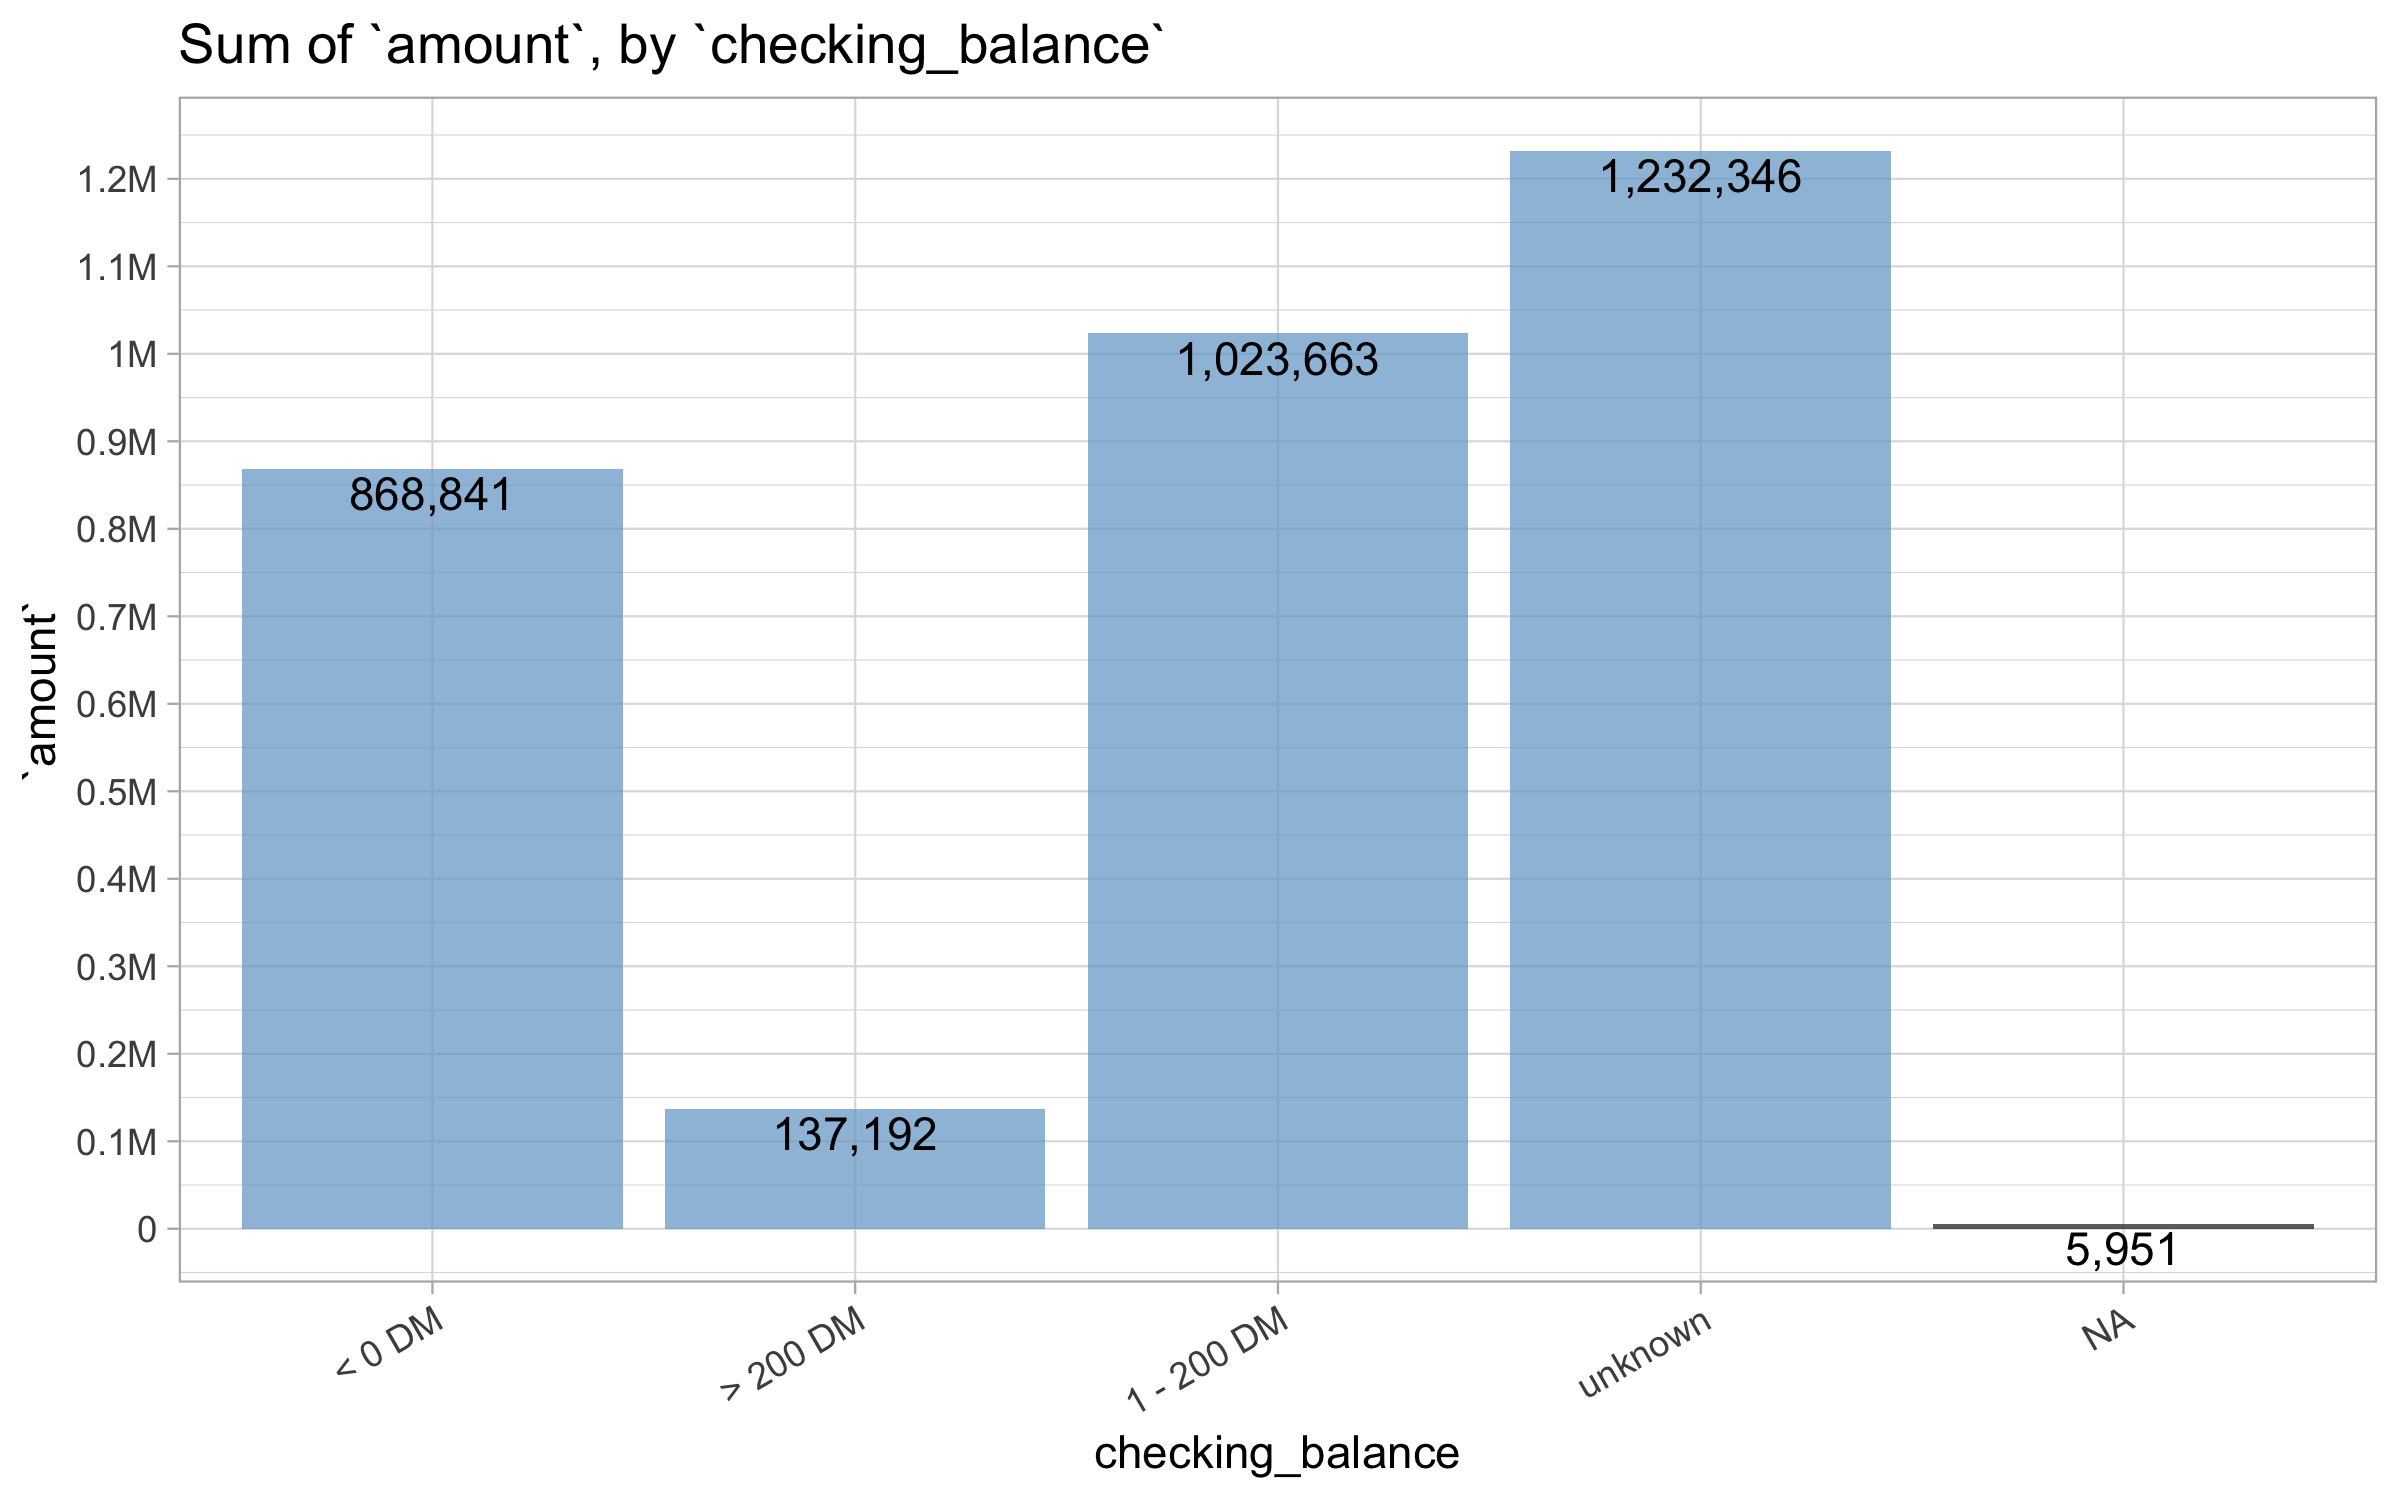 Sum of `amount`, by `checking_balance`
1.2M
1.1M
1M
0.9M
0.8M
0.7M
0.6M
0.5M
0.4M
0.3M
0.2M
0.1M
0
`amount`
868,841
137,192
1,023,663
1,232,346
5,951
< 0 DM
> 200 DM
1 - 200 DM
unknown
NA
checking_balance